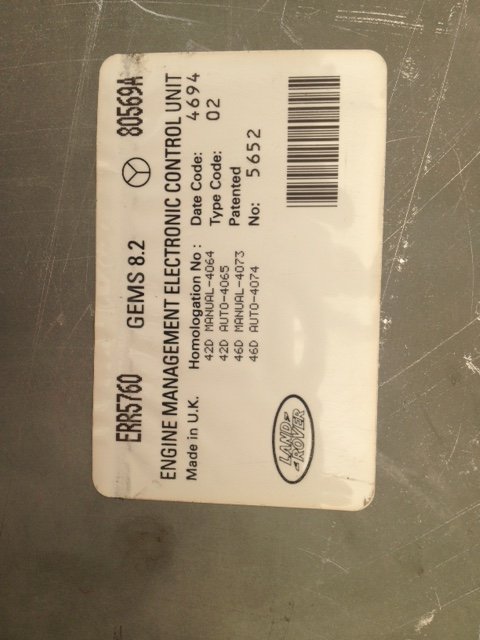 ERR5760 GEMS 8.2 80569A
ENGINE MANAGEMENT ELECTRONIC CONTROL UNIT
Made in U.K.
Homologation No :
42D MANUAL-4064
42D AUTO-4065
46D MANUAL-4073
46D AUTO-4074
Date Code: 4694
Type Code: 02
Patented
No: 5652
LAND
ROVER